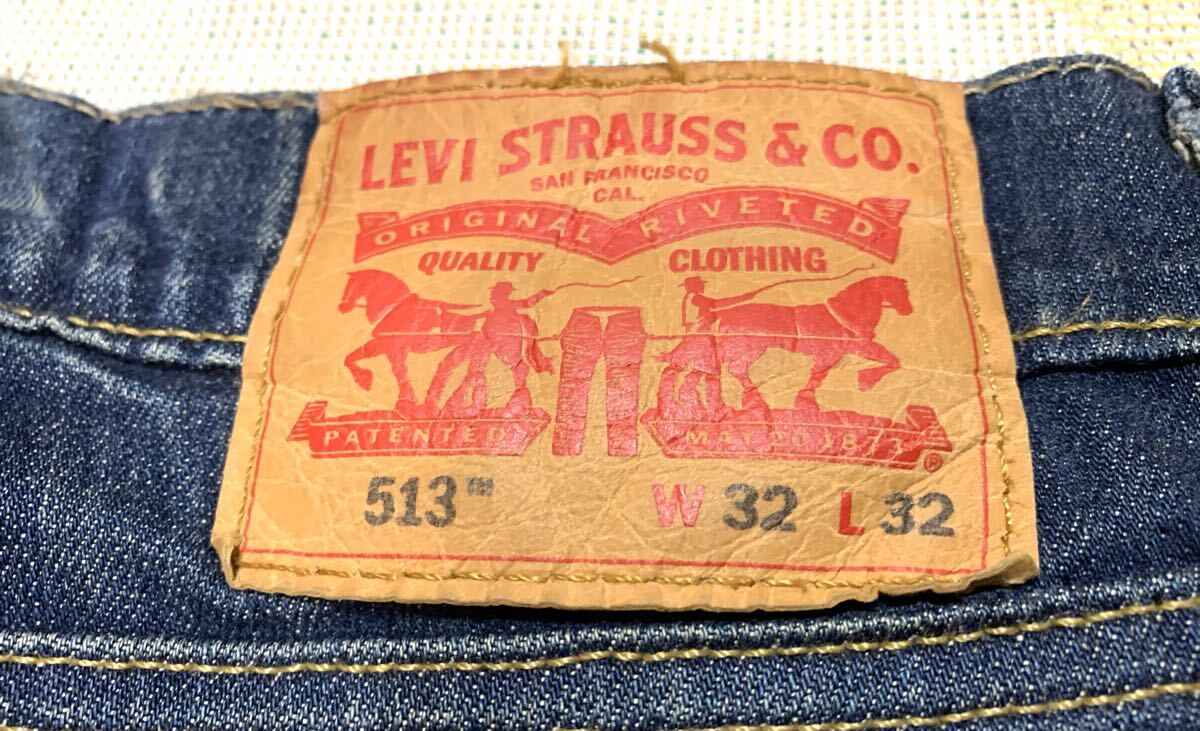 LEVI STRAUSS & CO.
SAN FRANCISCO
CAL.
ORIGINAL RIVETED
QUALITY CLOTHING
PATENTED MAY 20 1873 ®
513™ W 32 L 32